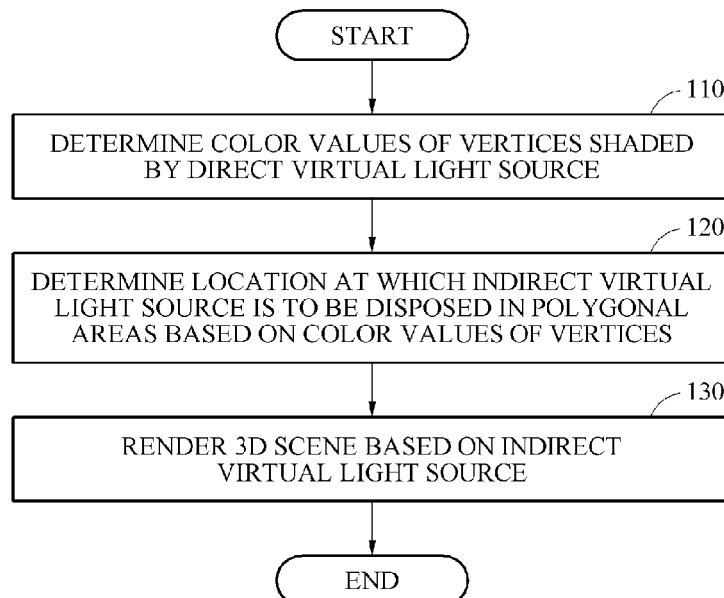 START
110
DETERMINE COLOR VALUES OF VERTICES SHADED
BY DIRECT VIRTUAL LIGHT SOURCE
120
DETERMINE LOCATION AT WHICH INDIRECT VIRTUAL
LIGHT SOURCE IS TO BE DISPOSED IN POLYGONAL
AREAS BASED ON COLOR VALUES OF VERTICES
130
RENDER 3D SCENE BASED ON INDIRECT
VIRTUAL LIGHT SOURCE
END